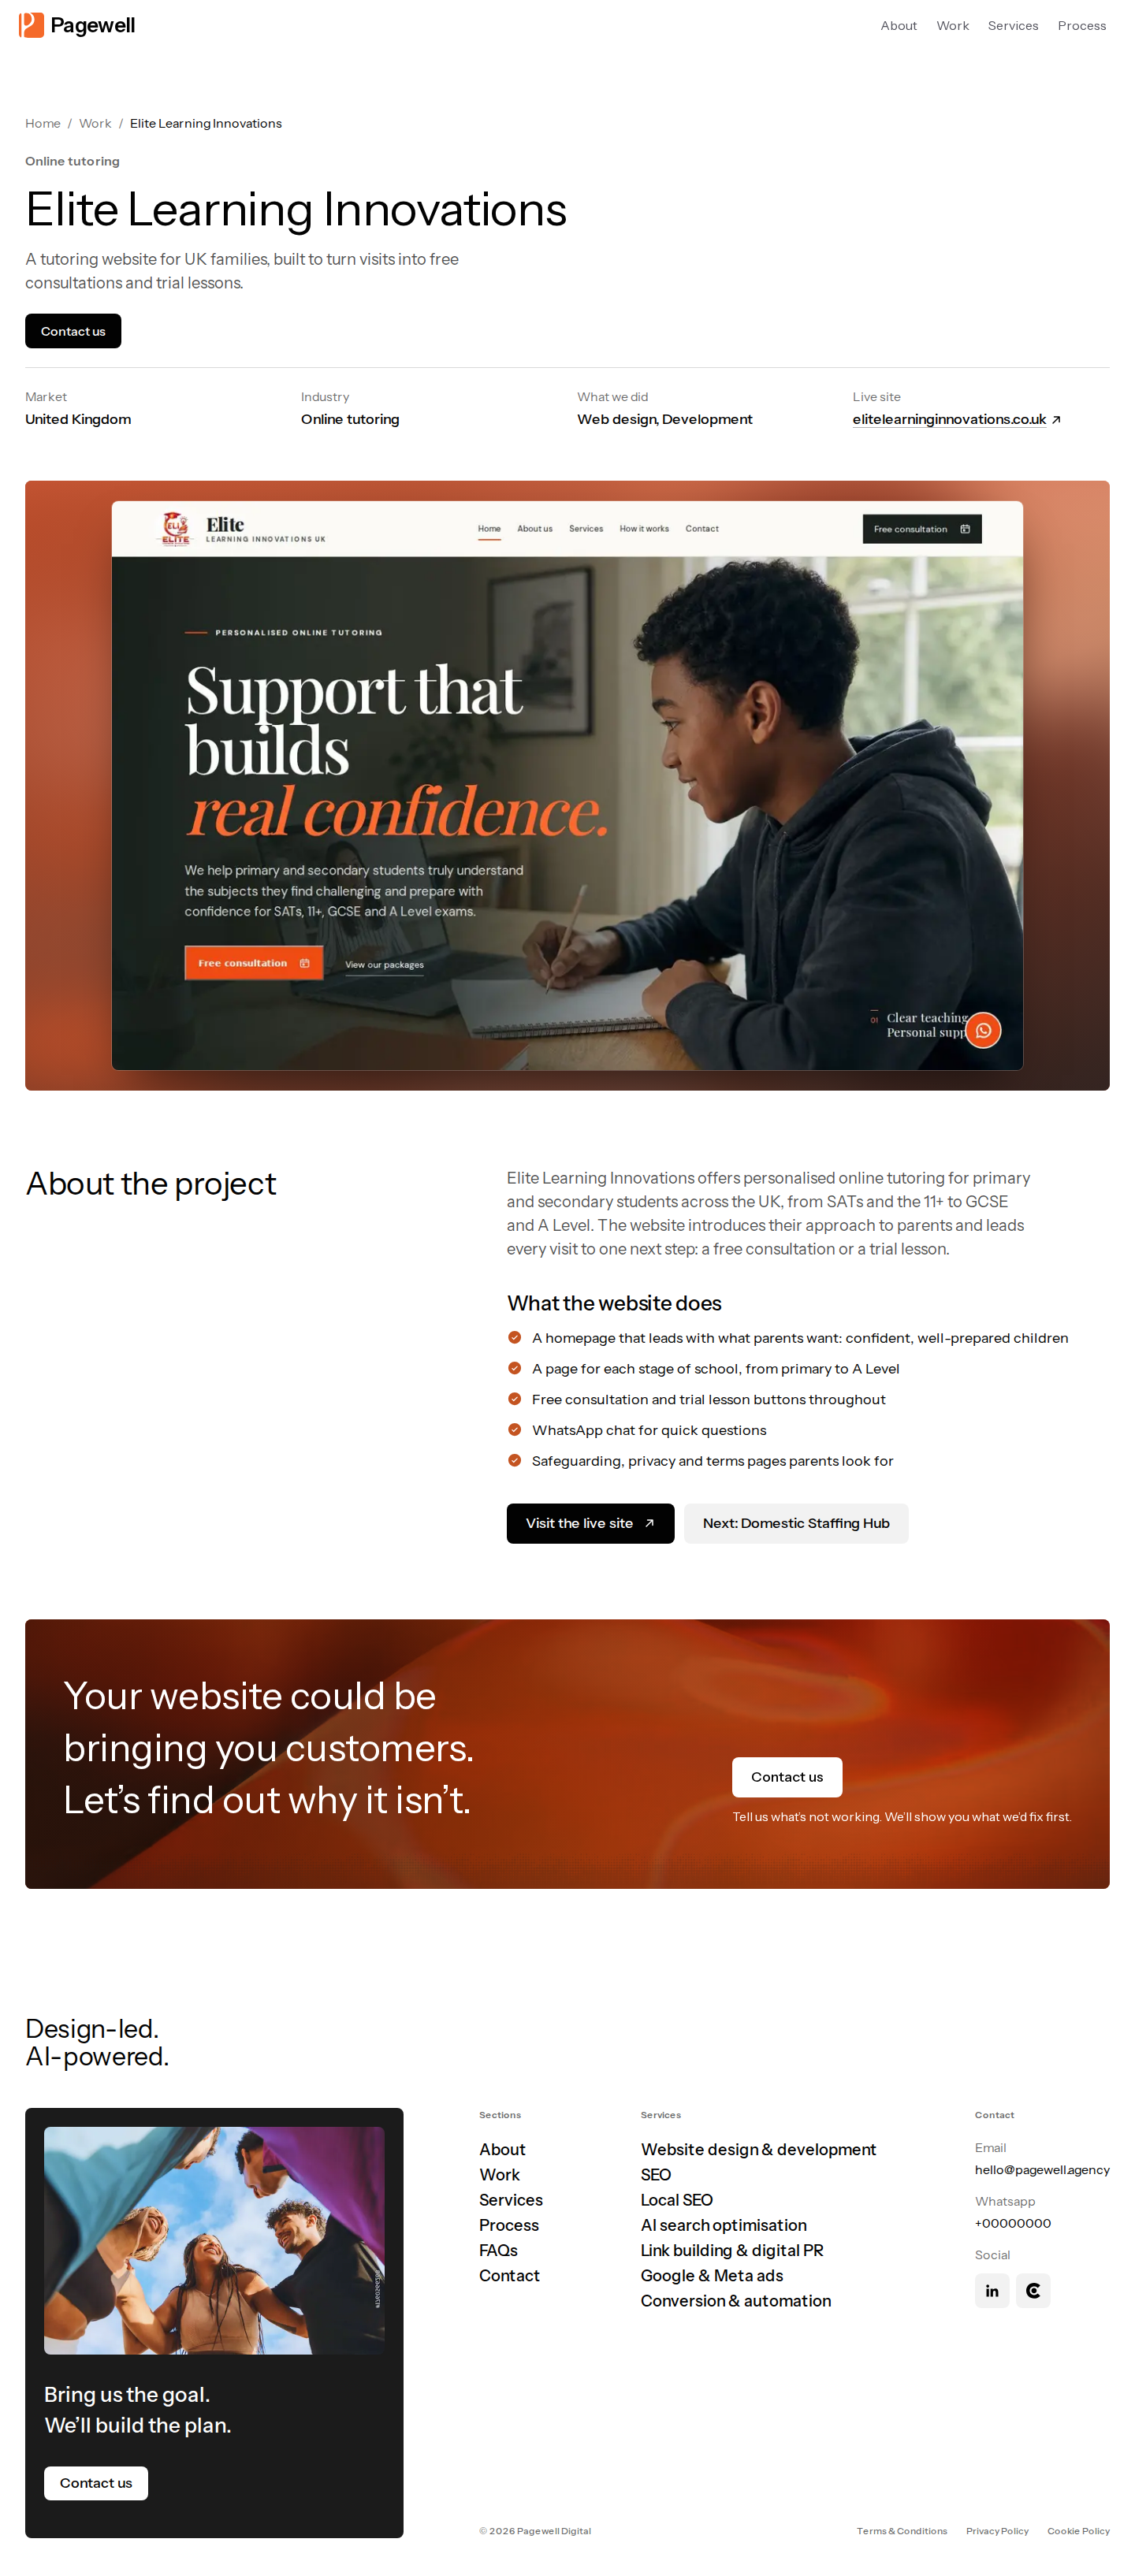 Pagewell
About Work Services Process
Home / Work / Elite Learning Innovations
Online tutoring
Elite Learning Innovations
A tutoring website for UK families, built to turn visits into free
consultations and trial lessons.
Contact us
Market Industry What we did Live site
United Kingdom Online tutoring Web design, Development elitelearninginnovations.co.uk
Elite
LEARNING INNOVATIONS UK
ELITE
Home About us Services How it works Contact
Free consultation
PERSONALISED ONLINE TUTORING
Support that
builds
real confidence.
We help primary and secondary students truly understand
the subjects they find challenging and prepare with
confidence for SATs, 11+, GCSE and A Level exams.
Free consultation View our packages
01 Clear teaching
Personal supp
About the project
Elite Learning Innovations offers personalised online tutoring for primary
and secondary students across the UK, from SATs and the 11+ to GCSE
and A Level. The website introduces their approach to parents and leads
every visit to one next step: a free consultation or a trial lesson.
What the website does
A homepage that leads with what parents want: confident, well-prepared children
A page for each stage of school, from primary to A Level
Free consultation and trial lesson buttons throughout
WhatsApp chat for quick questions
Safeguarding, privacy and terms pages parents look for
Visit the live site Next: Domestic Staffing Hub
Your website could be
bringing you customers.
Let’s find out why it isn’t.
Contact us
Tell us what’s not working. We’ll show you what we’d fix first.
Design-led.
AI-powered.
Bring us the goal.
We’ll build the plan.
Contact us
Sections
About
Work
Services
Process
FAQs
Contact
Services
Website design & development
SEO
Local SEO
AI search optimisation
Link building & digital PR
Google & Meta ads
Conversion & automation
Contact
Email
hello@pagewell.agency
Whatsapp
+00000000
Social
in
© 2026 Pagewell Digital
Terms & Conditions Privacy Policy Cookie Policy